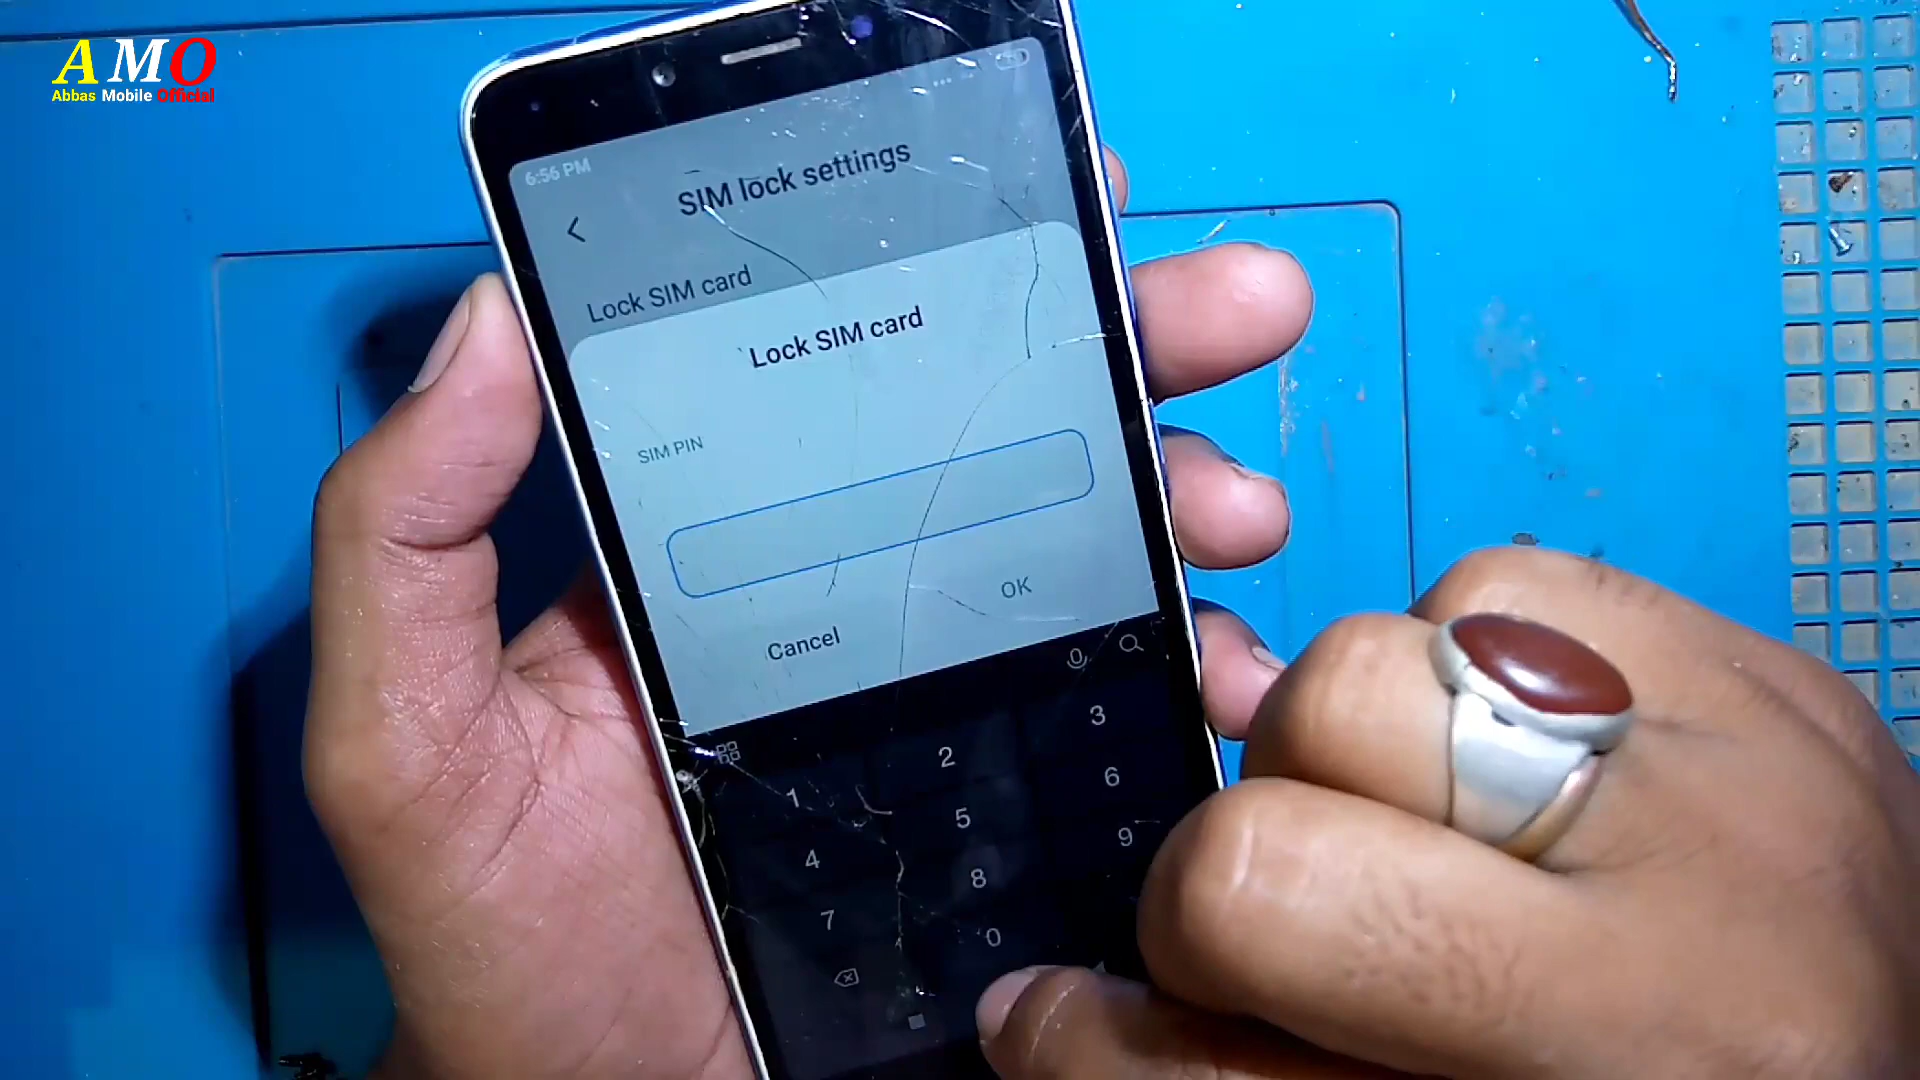 AMO
Abbas Mobile Official
6:56 PM
SIM lock settings
Lock SIM card
Lock SIM card
SIM PIN
OK
Cancel
1 2 3
4 5 6
7 8 9
0